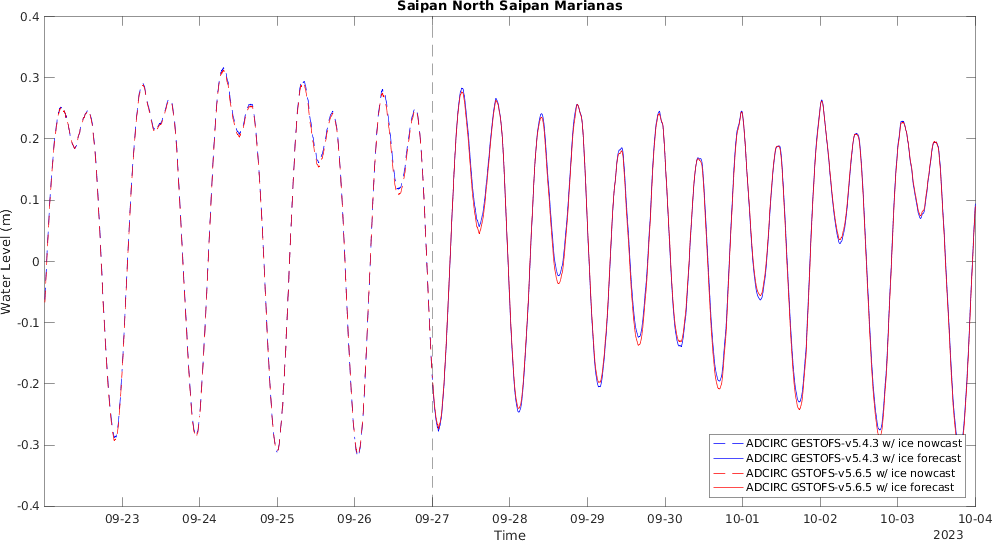 Saipan North Saipan Marianas
0.4
0.3
0.2
0.1
0
-0.1
-0.2
-0.3
-0.4
Water Level (m)
ADCIRC GESTOFS-v5.4.3 w/ ice nowcast
ADCIRC GESTOFS-v5.4.3 w/ ice forecast
ADCIRC GSTOFS-v5.6.5 w/ ice nowcast
ADCIRC GSTOFS-v5.6.5 w/ ice forecast
09-23 09-24 09-25 09-26 09-27 09-28 09-29 09-30 10-01 10-02 10-03 10-04
Time
2023